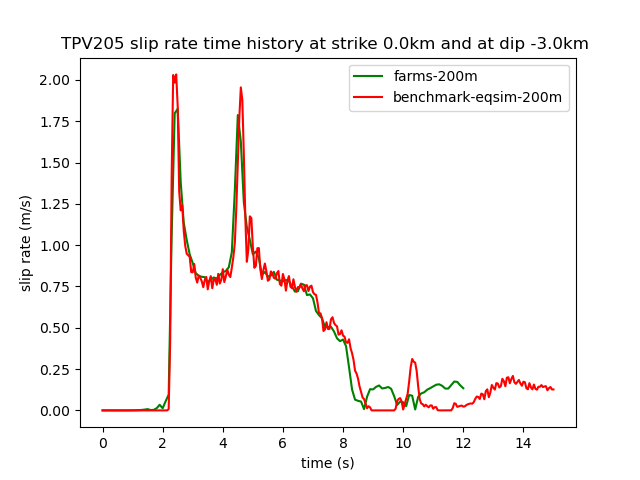 TPV205 slip rate time history at strike 0.0km and at dip -3.0km
farms-200m
benchmark-eqsim-200m
2.00
1.75
1.50
1.25
1.00
0.75
0.50
0.25
0.00
slip rate (m/s)
0 2 4 6 8 10 12 14
time (s)